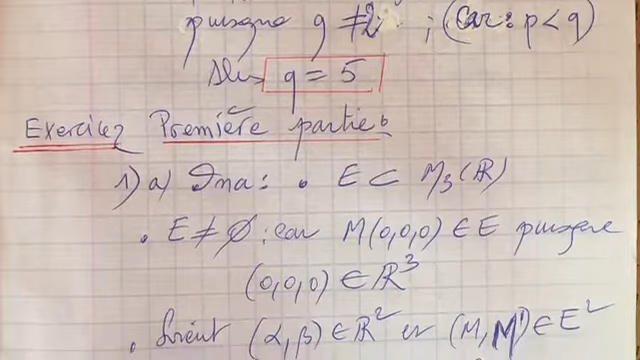 puisque q ≠ 2 ; (Car : p < q)
Alors q = 5
Exercice 2 Première partie
1) a) Ona : • E ⊂ M₃(ℝ)
• E ≠ ∅ ; car M(0,0,0) ∈ E puisque
(0,0,0) ∈ ℝ³
• Soient (α,β) ∈ ℝ² et (M,M') ∈ E²